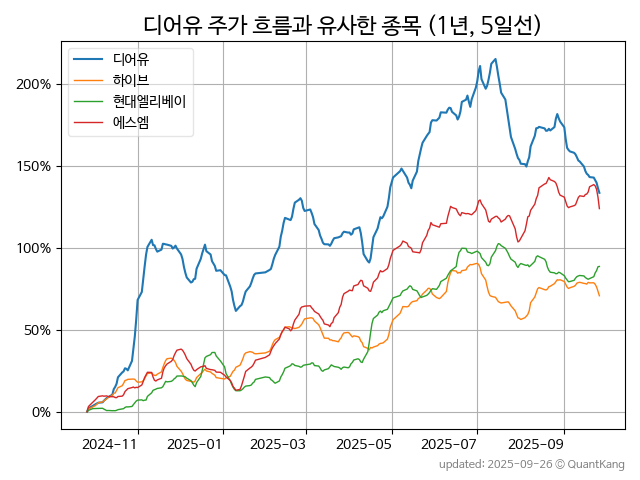 디어유 주가 흐름과 유사한 종목 (1년, 5일선)
디어유
하이브
현대엘리베이
에스엠
200%
150%
100%
50%
0%
2024-11
2025-01
2025-03
2025-05
2025-07
2025-09
updated: 2025-09-26 © QuantKang